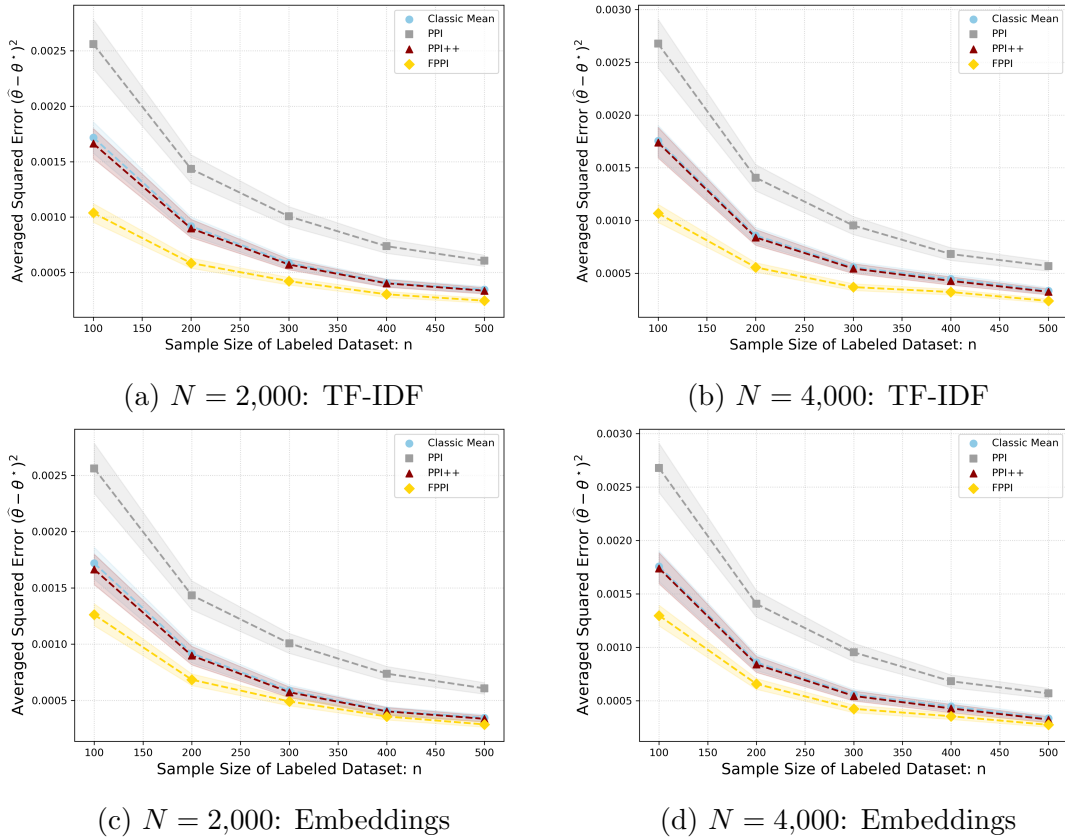 Averaged Squared Error (θ̂ − θ⋆)²
0.0025
0.0020
0.0015
0.0010
0.0005
Classic Mean
PPI
PPI++
FPPI
100 150 200 250 300 350 400 450 500
Sample Size of Labeled Dataset: n
(a) N = 2,000: TF-IDF
Averaged Squared Error (θ̂ − θ⋆)²
0.0030
0.0025
0.0020
0.0015
0.0010
0.0005
Classic Mean
PPI
PPI++
FPPI
100 150 200 250 300 350 400 450 500
Sample Size of Labeled Dataset: n
(b) N = 4,000: TF-IDF
Averaged Squared Error (θ̂ − θ⋆)²
0.0025
0.0020
0.0015
0.0010
0.0005
Classic Mean
PPI
PPI++
FPPI
100 150 200 250 300 350 400 450 500
Sample Size of Labeled Dataset: n
(c) N = 2,000: Embeddings
Averaged Squared Error (θ̂ − θ⋆)²
0.0030
0.0025
0.0020
0.0015
0.0010
0.0005
Classic Mean
PPI
PPI++
FPPI
100 150 200 250 300 350 400 450 500
Sample Size of Labeled Dataset: n
(d) N = 4,000: Embeddings